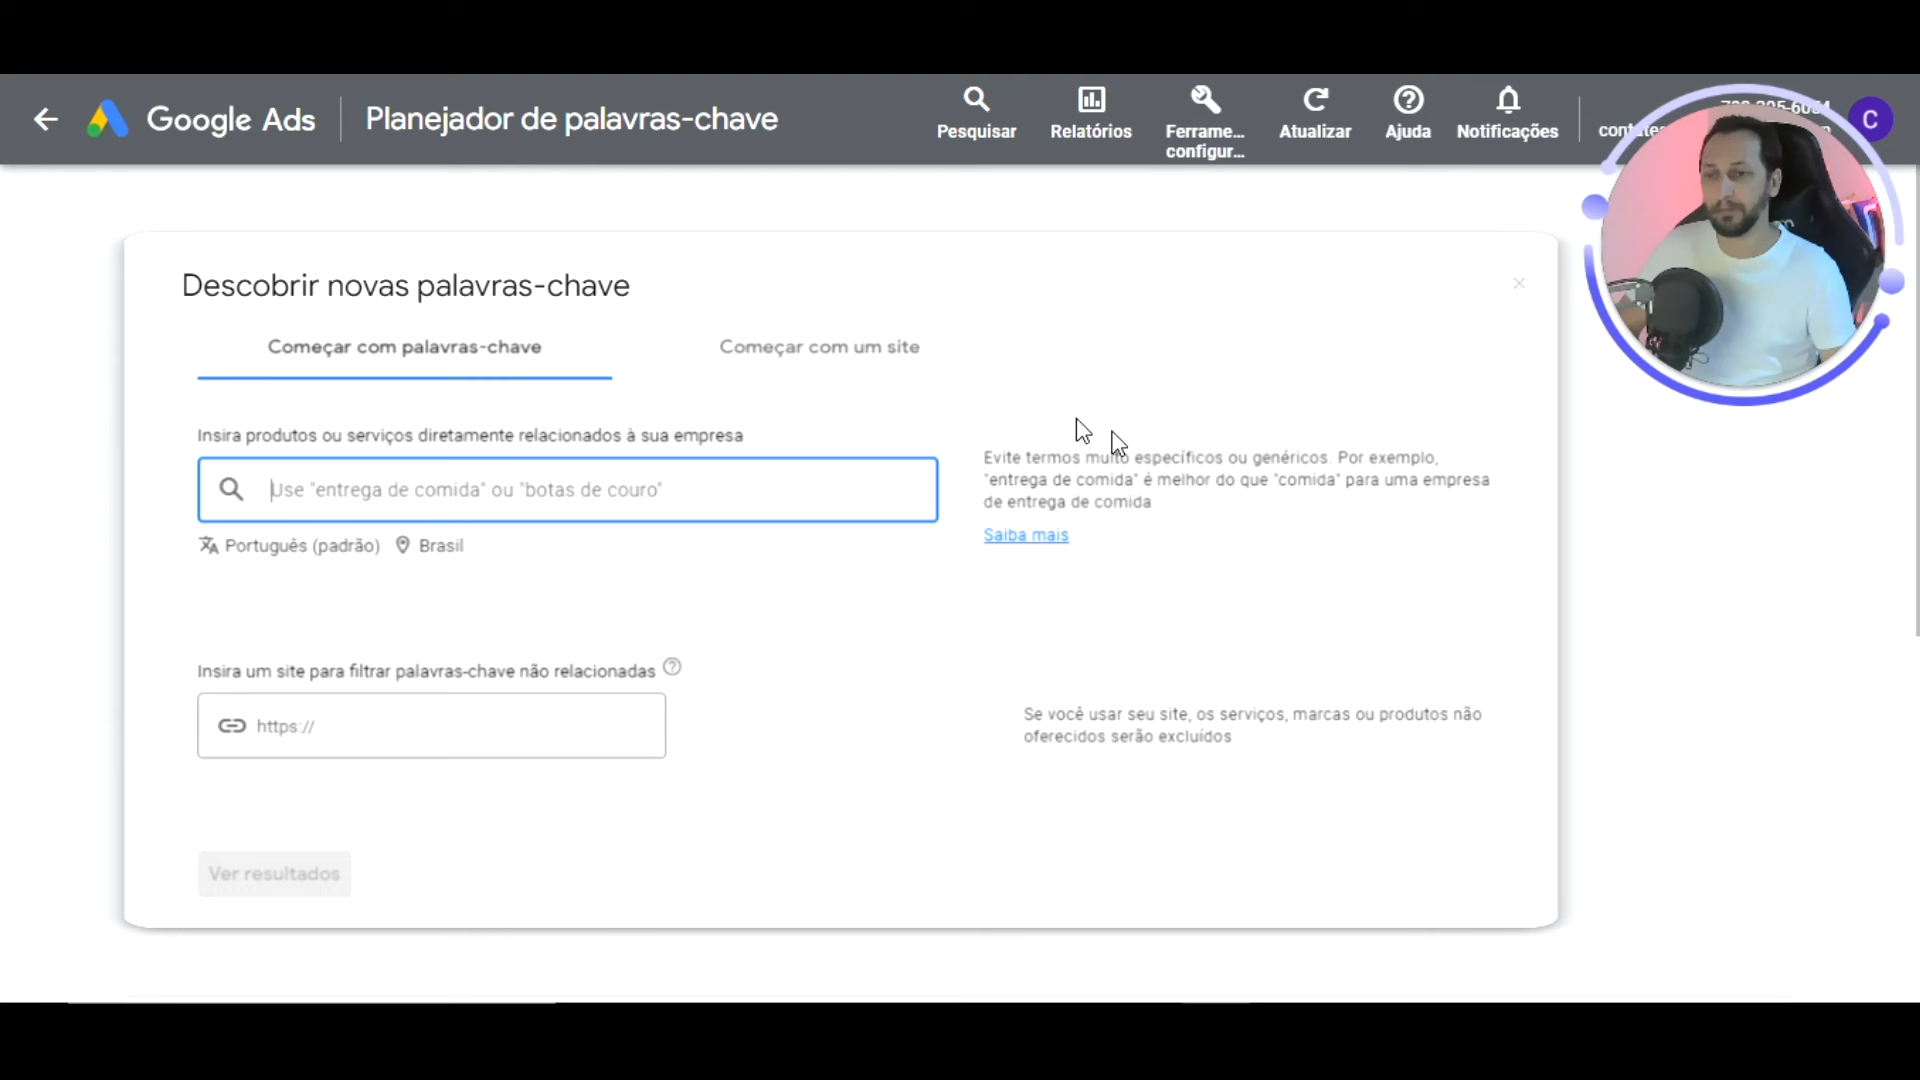 Google Ads
Planejador de palavras-chave
Pesquisar
Relatórios
Ferrame...
configur...
Atualizar
Ajuda
Notificações
C
Descobrir novas palavras-chave
Começar com palavras-chave
Começar com um site
Insira produtos ou serviços diretamente relacionados à sua empresa
Use "entrega de comida" ou "botas de couro"
Português (padrão)
Brasil
Evite termos muito específicos ou genéricos. Por exemplo,
"entrega de comida" é melhor do que "comida" para uma empresa
de entrega de comida
Saiba mais
Insira um site para filtrar palavras-chave não relacionadas
https://
Se você usar seu site, os serviços, marcas ou produtos não
oferecidos serão excluídos
Ver resultados